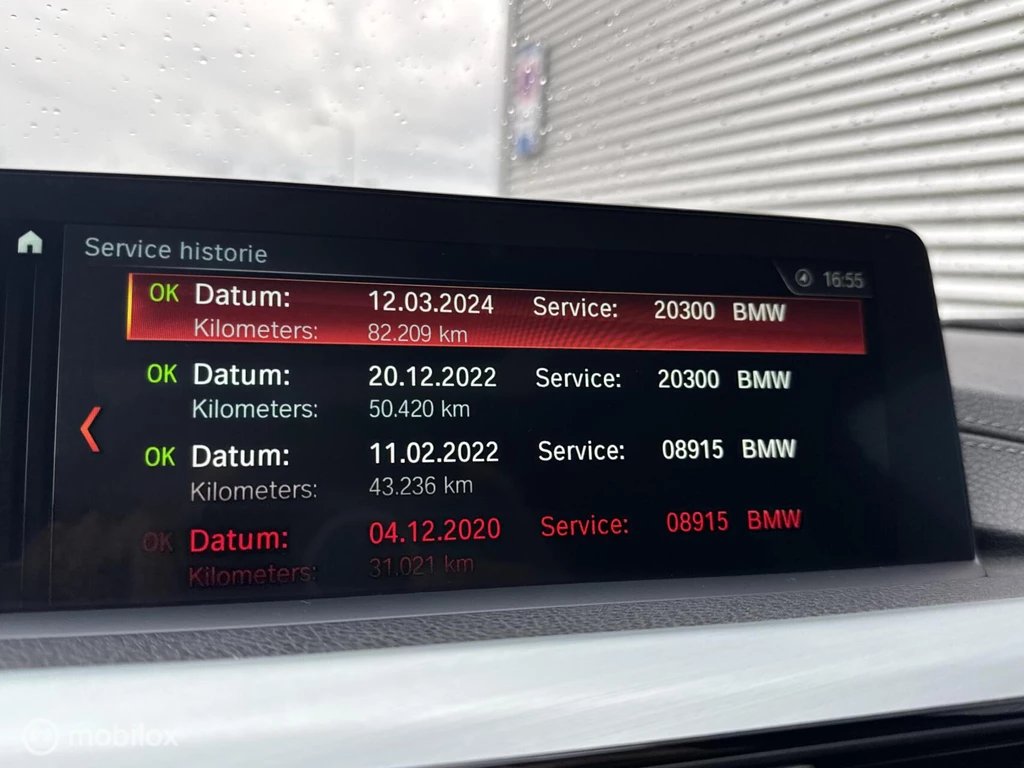 Service historie
16:55
OK Datum: 12.03.2024 Service: 20300 BMW
Kilometers: 82.209 km
OK Datum: 20.12.2022 Service: 20300 BMW
Kilometers: 50.420 km
OK Datum: 11.02.2022 Service: 08915 BMW
Kilometers: 43.236 km
OK Datum: 04.12.2020 Service: 08915 BMW
Kilometers: 31.021 km
mobilox